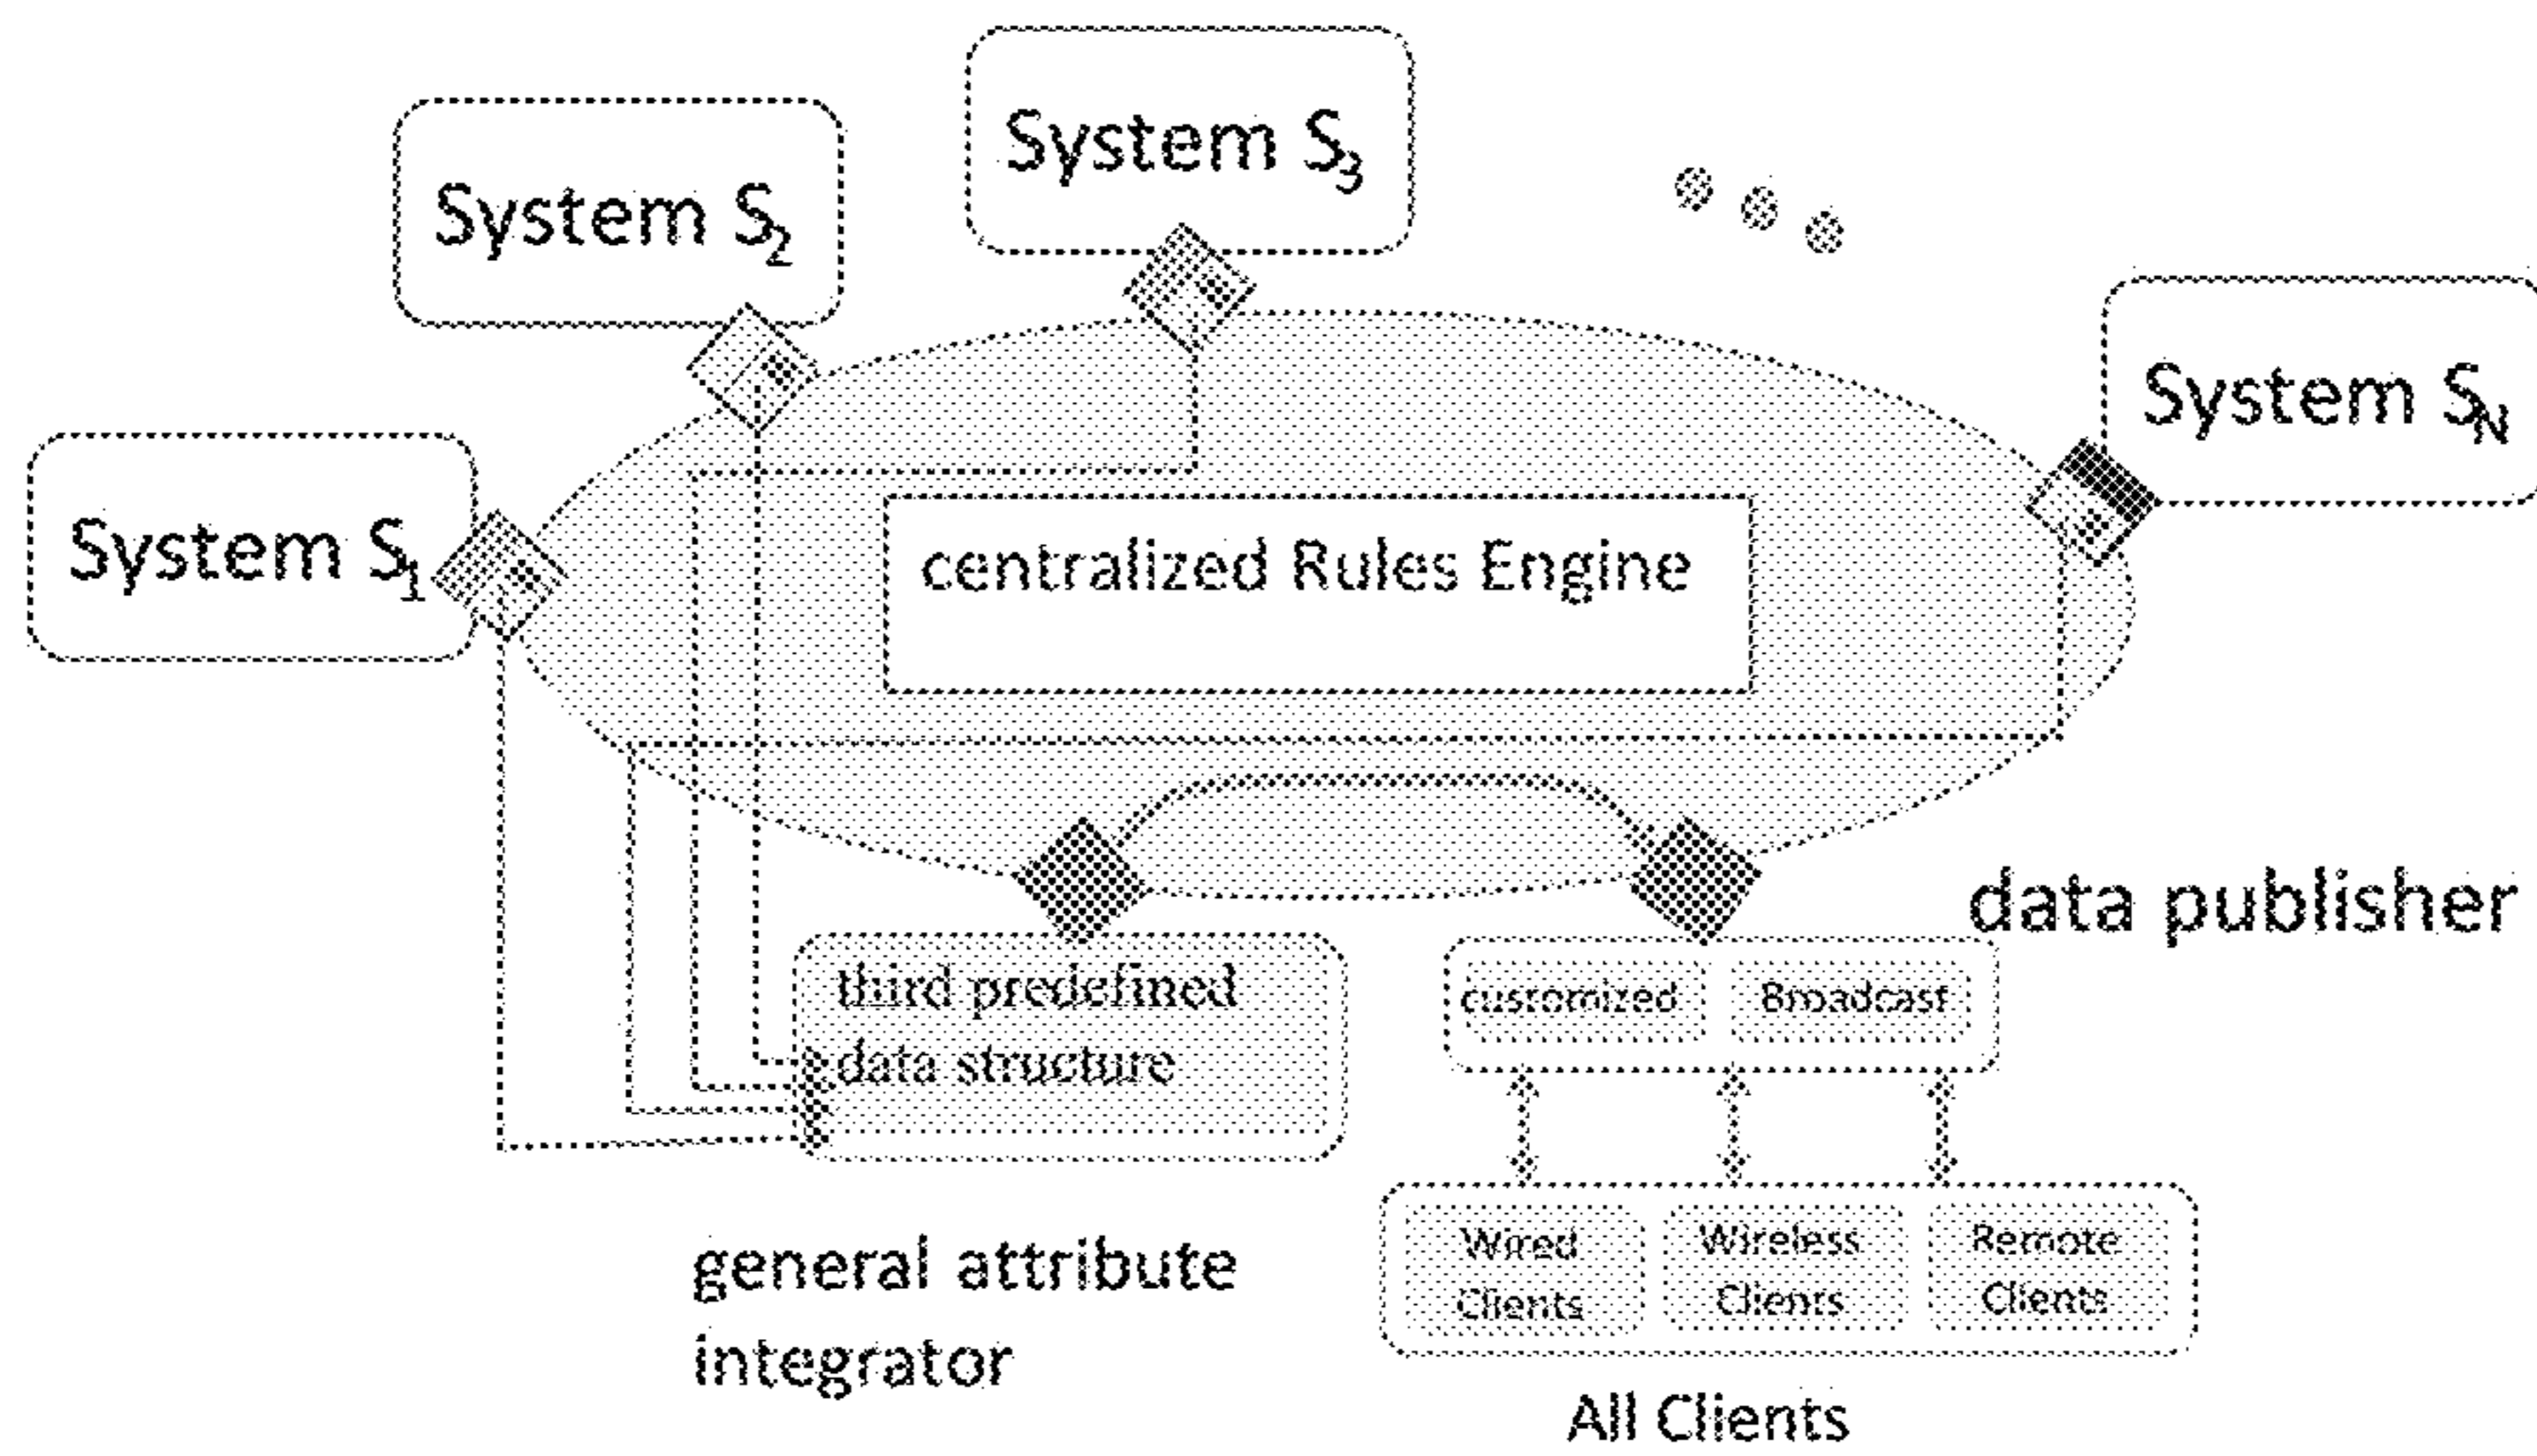 System S3
System S2
System SN
System S1
centralized Rules Engine
data publisher
third predefined
data structure
customized
Broadcast
general attribute
integrator
Wired
Clients
Wireless
Clients
Remote
Clients
All Clients